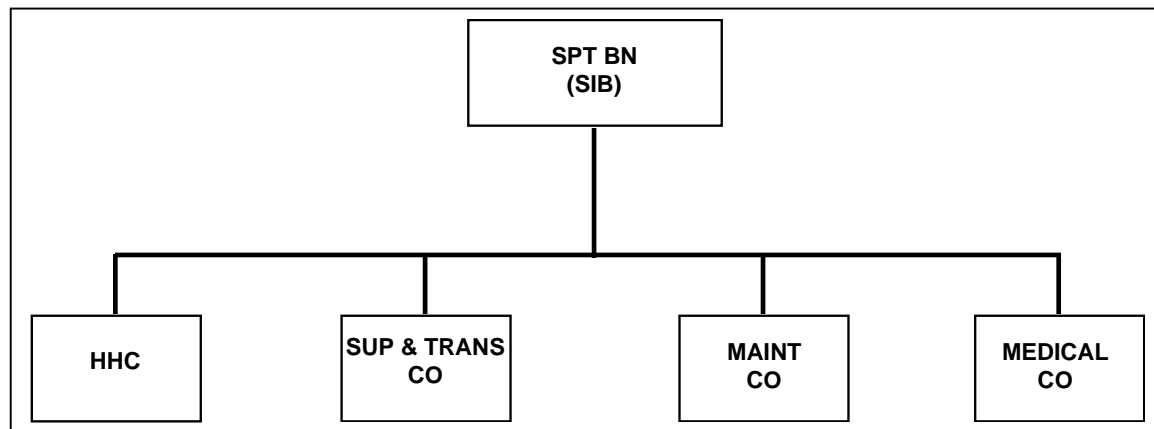 SPT BN
(SIB)
HHC
SUP & TRANS
CO
MAINT
CO
MEDICAL
CO